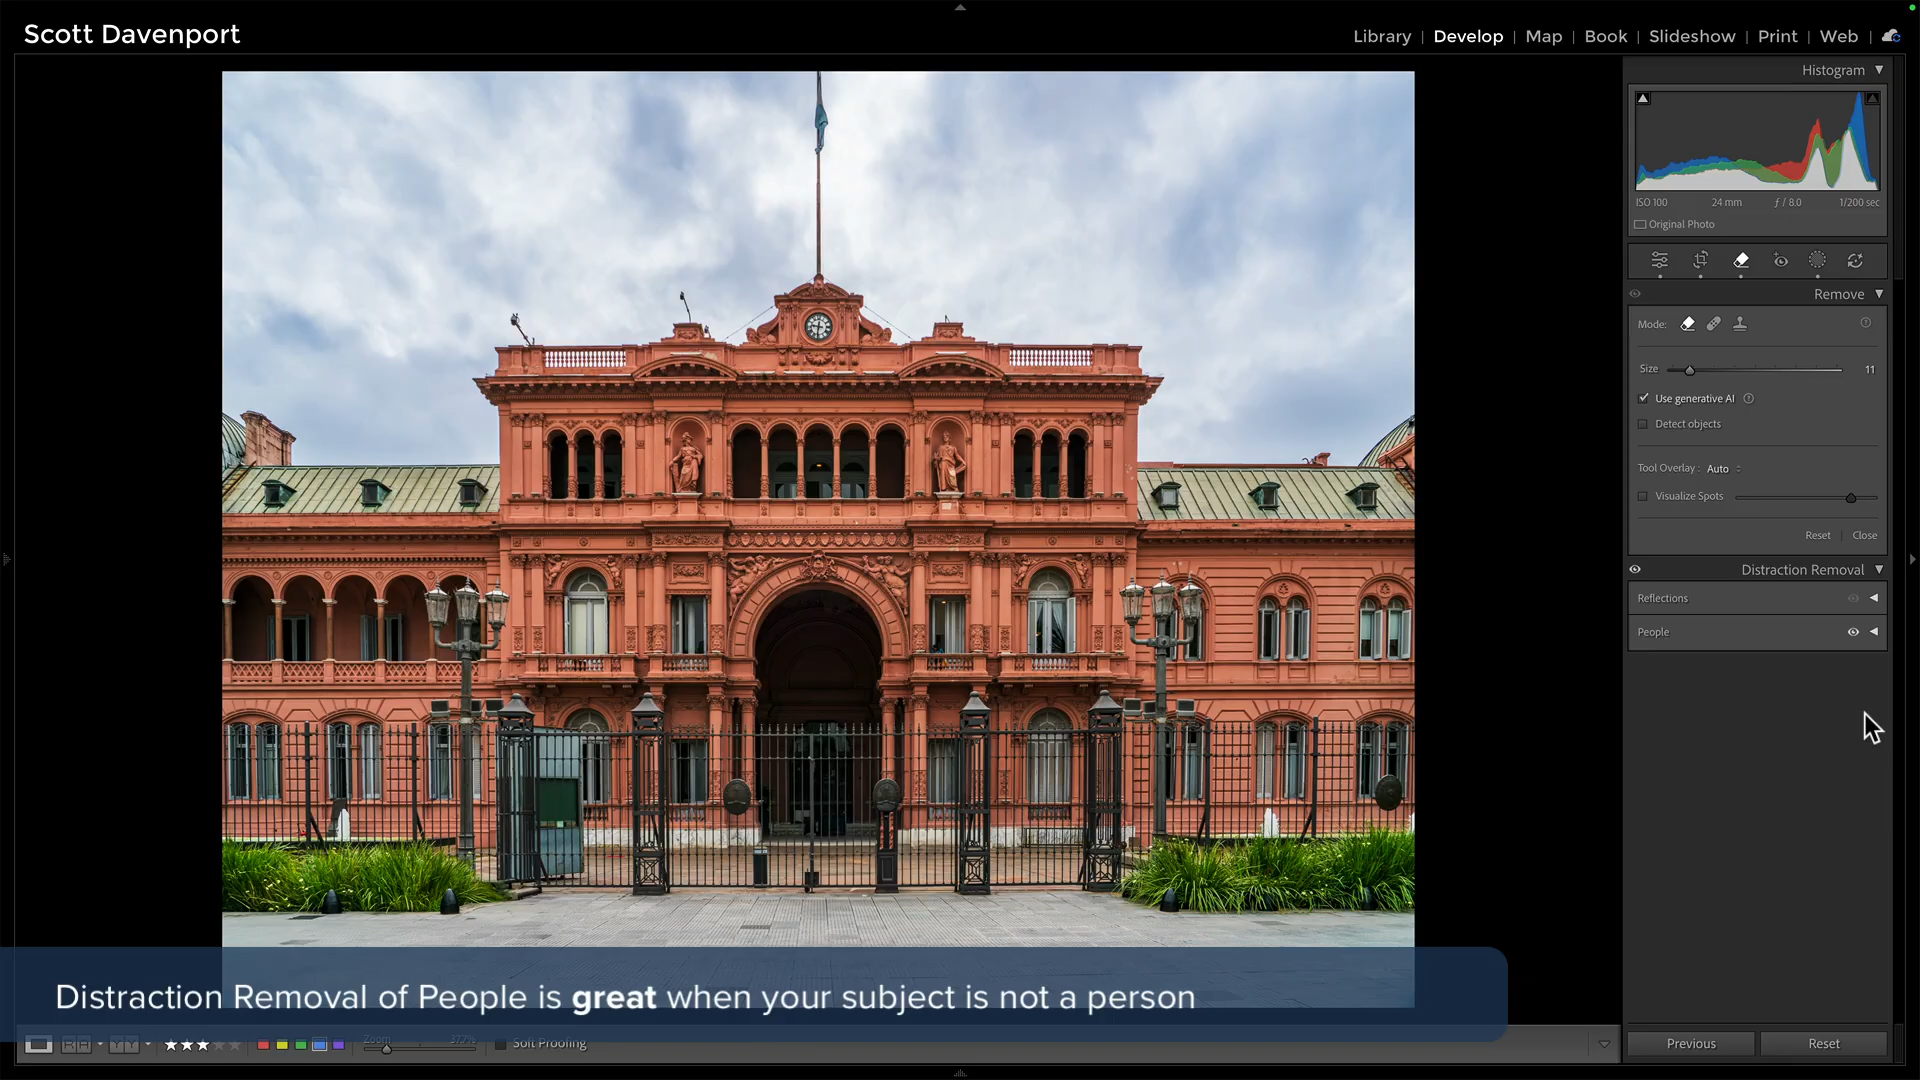 Scott Davenport
Library | Develop | Map | Book | Slideshow | Print | Web |
Histogram
ISO 100 24 mm ƒ / 8.0 1/200 sec
Original Photo
Remove
Mode:
Size 11
Use generative AI
Detect objects
Tool Overlay : Auto
Visualize Spots
Reset | Close
Distraction Removal
Reflections
People
Distraction Removal of People is great when your subject is not a person
Zoom 37.7%
Soft Proofing
Previous Reset